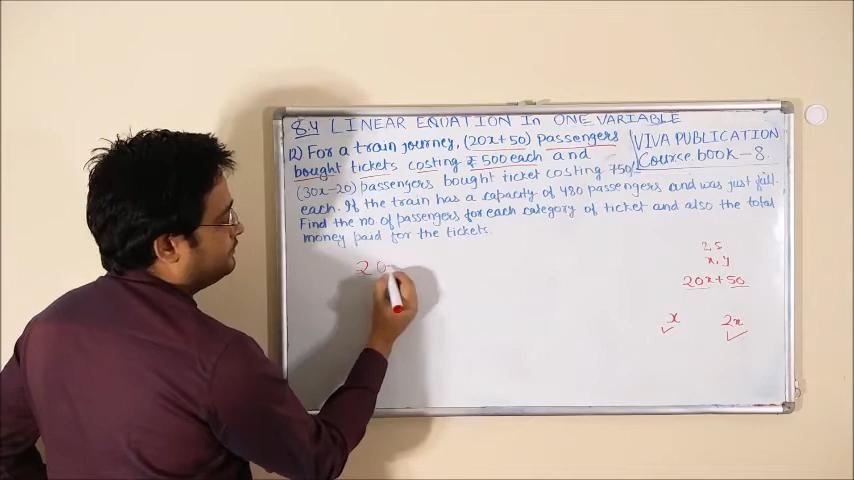 8.4 LINEAR EQUATION In ONE VARIABLE
12) For a train journey, (20x+50) passengers
bought tickets costing ₹ 500 each and
(30x-20) passengers bought ticket costing 750/-
each. If the train has a capacity of 480 passengers and was just full.
Find the no. of passengers for each category of ticket and also the total
money paid for the tickets.
VIVA PUBLICATION
Course book - 8.
20
2,5
x, y
20x + 50
x 2x